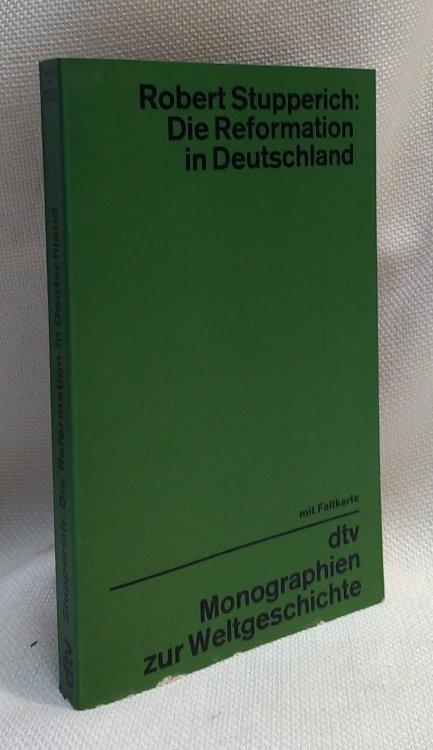 Robert Stupperich:
Die Reformation
in Deutschland
mit Faltkarte
dtv
Monographien
zur Weltgeschichte
dtv Stupperich: Die Reformation in Deutschland